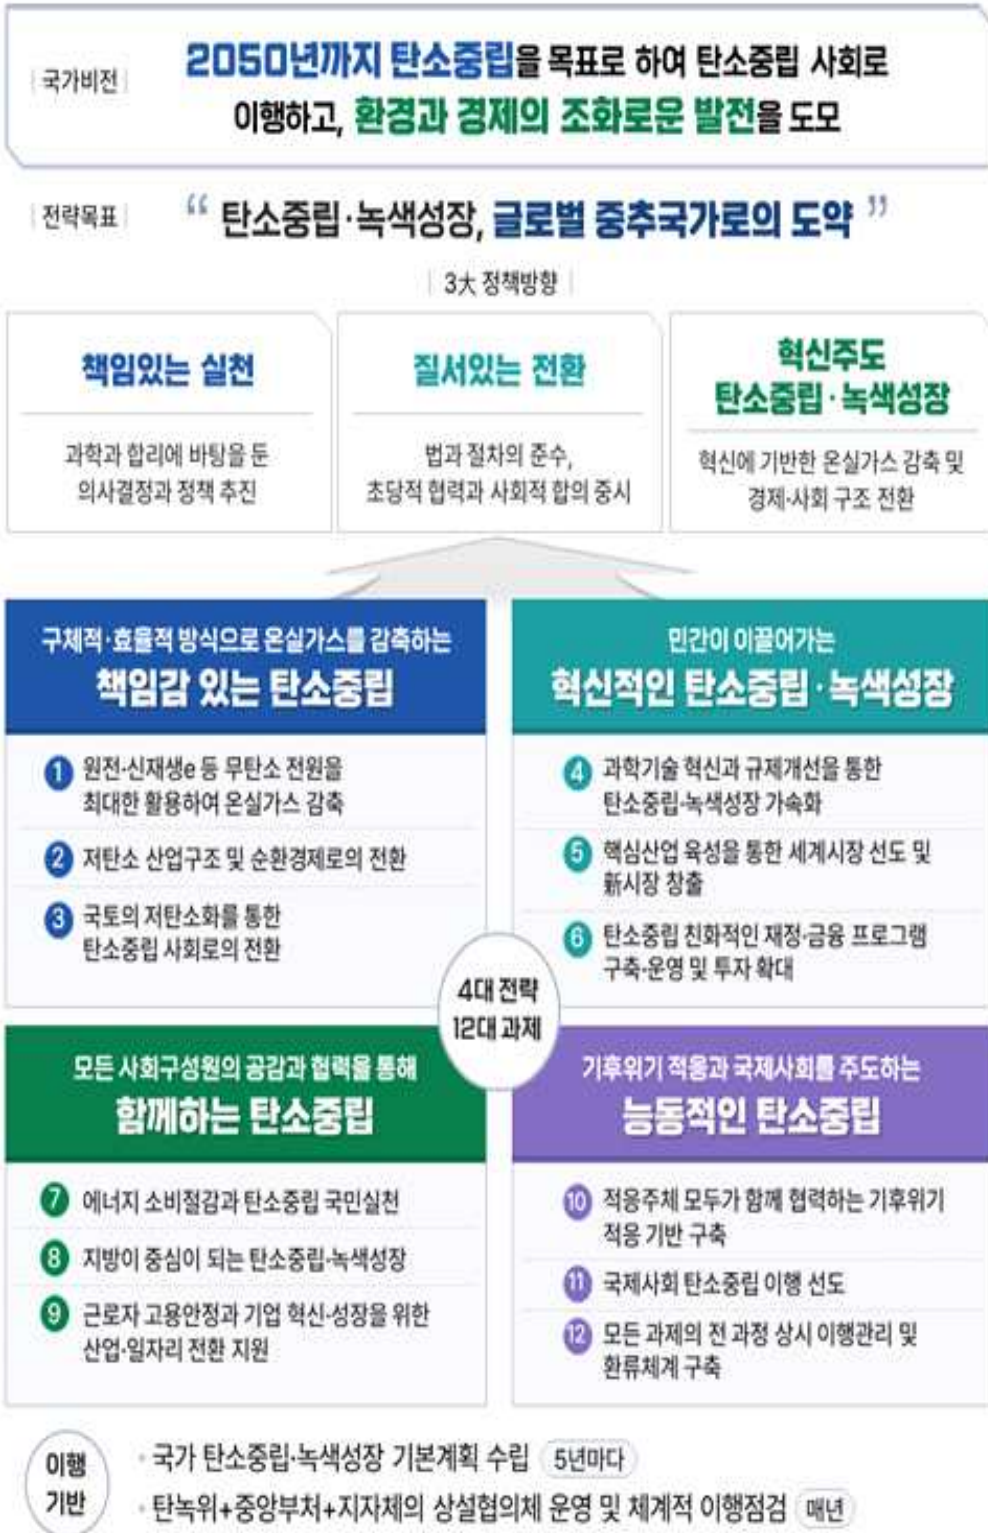 국가비전
2050년까지 탄소중립을 목표로 하여 탄소중립 사회로
이행하고, 환경과 경제의 조화로운 발전을 도모
전략목표
“ 탄소중립·녹색성장, 글로벌 중추국가로의 도약 ”
3大 정책방향
책임있는 실천
과학과 합리에 바탕을 둔
의사결정과 정책 추진
질서있는 전환
법과 절차의 준수,
초당적 협력과 사회적 합의 중시
혁신주도
탄소중립·녹색성장
혁신에 기반한 온실가스 감축 및
경제·사회 구조 전환
구체적·효율적 방식으로 온실가스를 감축하는
책임감 있는 탄소중립
1 원전·신재생e 등 무탄소 전원을
최대한 활용하여 온실가스 감축
2 저탄소 산업구조 및 순환경제로의 전환
3 국토의 저탄소화를 통한
탄소중립 사회로의 전환
민간이 이끌어가는
혁신적인 탄소중립·녹색성장
4 과학기술 혁신과 규제개선을 통한
탄소중립·녹색성장 가속화
5 핵심산업 육성을 통한 세계시장 선도 및
新시장 창출
6 탄소중립 친화적인 재정·금융 프로그램
구축·운영 및 투자 확대
4대 전략
12대 과제
모든 사회구성원의 공감과 협력을 통해
함께하는 탄소중립
7 에너지 소비절감과 탄소중립 국민실천
8 지방이 중심이 되는 탄소중립·녹색성장
9 근로자 고용안정과 기업 혁신·성장을 위한
산업·일자리 전환 지원
기후위기 적응과 국제사회를 주도하는
능동적인 탄소중립
10 적응주체 모두가 함께 협력하는 기후위기
적응 기반 구축
11 국제사회 탄소중립 이행 선도
12 모든 과제의 전 과정 상시 이행관리 및
환류체계 구축
이행
기반
· 국가 탄소중립·녹색성장 기본계획 수립 5년마다
· 탄녹위+중앙부처+지자체의 상설협의체 운영 및 체계적 이행점검 매년